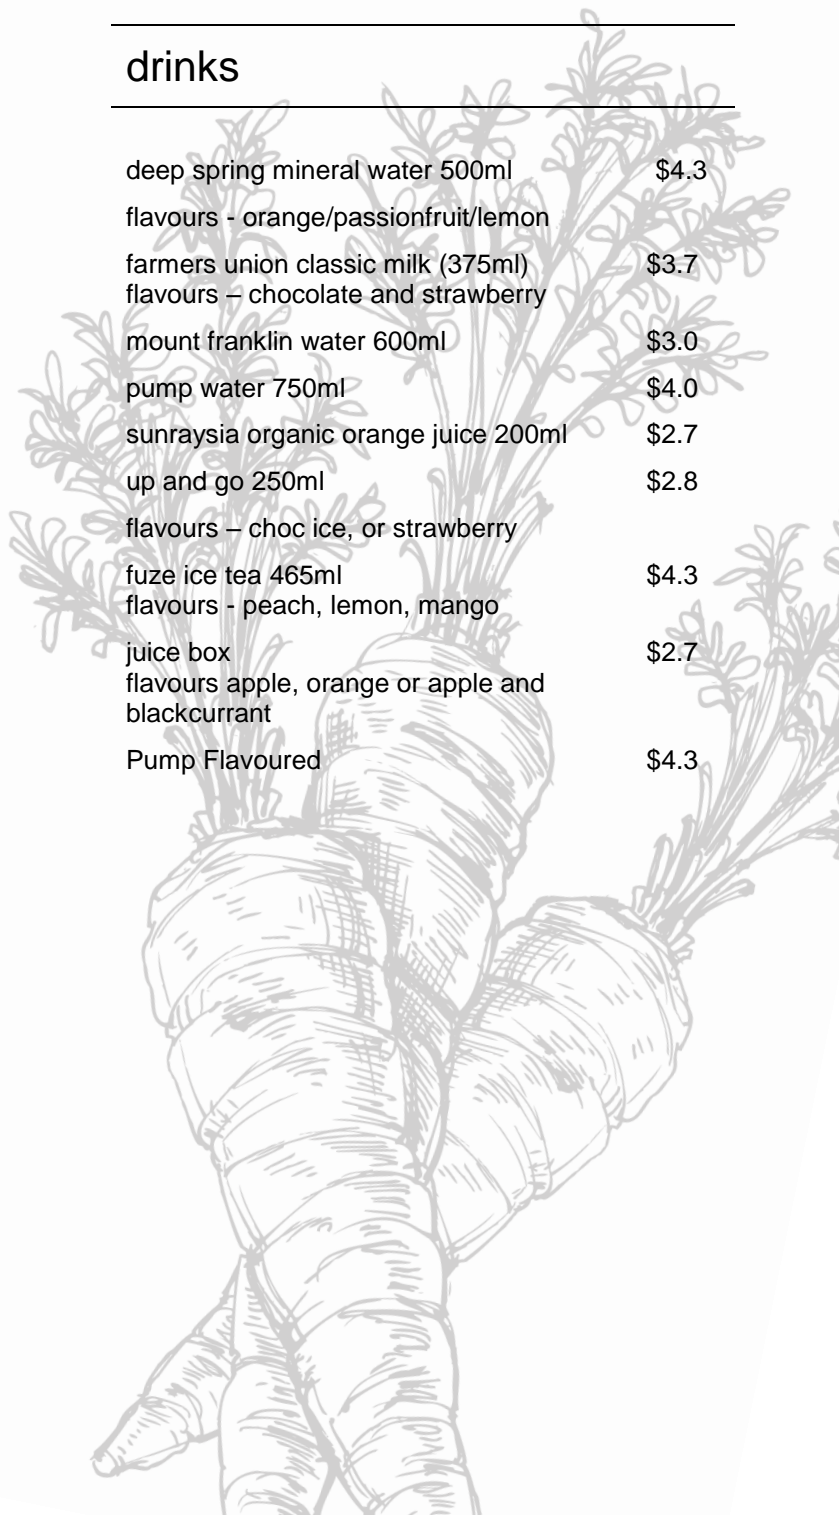 drinks
deep spring mineral water 500ml $4.3
flavours - orange/passionfruit/lemon
farmers union classic milk (375ml) $3.7
flavours – chocolate and strawberry
mount franklin water 600ml $3.0
pump water 750ml $4.0
sunraysia organic orange juice 200ml $2.7
up and go 250ml $2.8
flavours – choc ice, or strawberry
fuze ice tea 465ml $4.3
flavours - peach, lemon, mango
juice box $2.7
flavours apple, orange or apple and
blackcurrant
Pump Flavoured $4.3